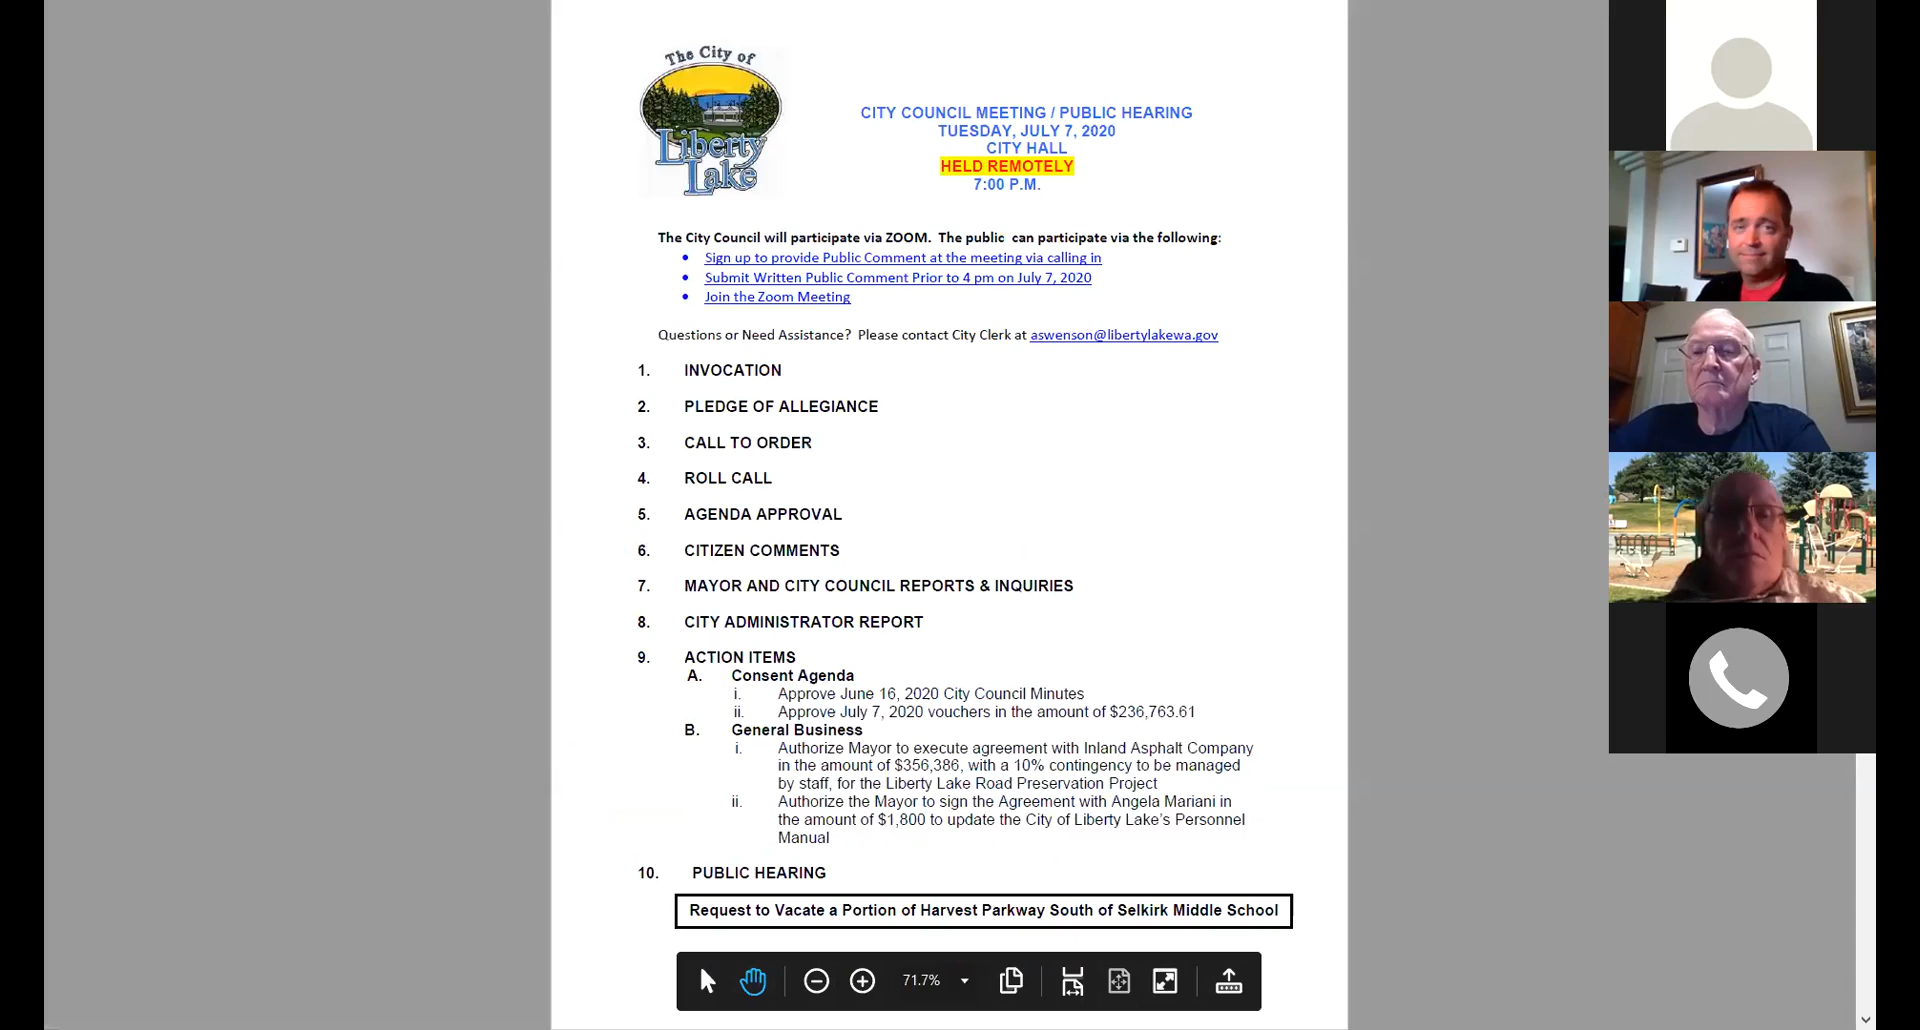 The City of
Liberty
Lake
CITY COUNCIL MEETING / PUBLIC HEARING
TUESDAY, JULY 7, 2020
CITY HALL
HELD REMOTELY
7:00 P.M.
The City Council will participate via ZOOM.  The public  can participate via the following:
• Sign up to provide Public Comment at the meeting via calling in
• Submit Written Public Comment Prior to 4 pm on July 7, 2020
• Join the Zoom Meeting
Questions or Need Assistance?  Please contact City Clerk at aswenson@libertylakewa.gov
1. INVOCATION
2. PLEDGE OF ALLEGIANCE
3. CALL TO ORDER
4. ROLL CALL
5. AGENDA APPROVAL
6. CITIZEN COMMENTS
7. MAYOR AND CITY COUNCIL REPORTS & INQUIRIES
8. CITY ADMINISTRATOR REPORT
9. ACTION ITEMS
A. Consent Agenda
i. Approve June 16, 2020 City Council Minutes
ii. Approve July 7, 2020 vouchers in the amount of $236,763.61
B. General Business
i. Authorize Mayor to execute agreement with Inland Asphalt Company
in the amount of $356,386, with a 10% contingency to be managed
by staff, for the Liberty Lake Road Preservation Project
ii. Authorize the Mayor to sign the Agreement with Angela Mariani in
the amount of $1,800 to update the City of Liberty Lake's Personnel
Manual
10. PUBLIC HEARING
Request to Vacate a Portion of Harvest Parkway South of Selkirk Middle School
71.7%